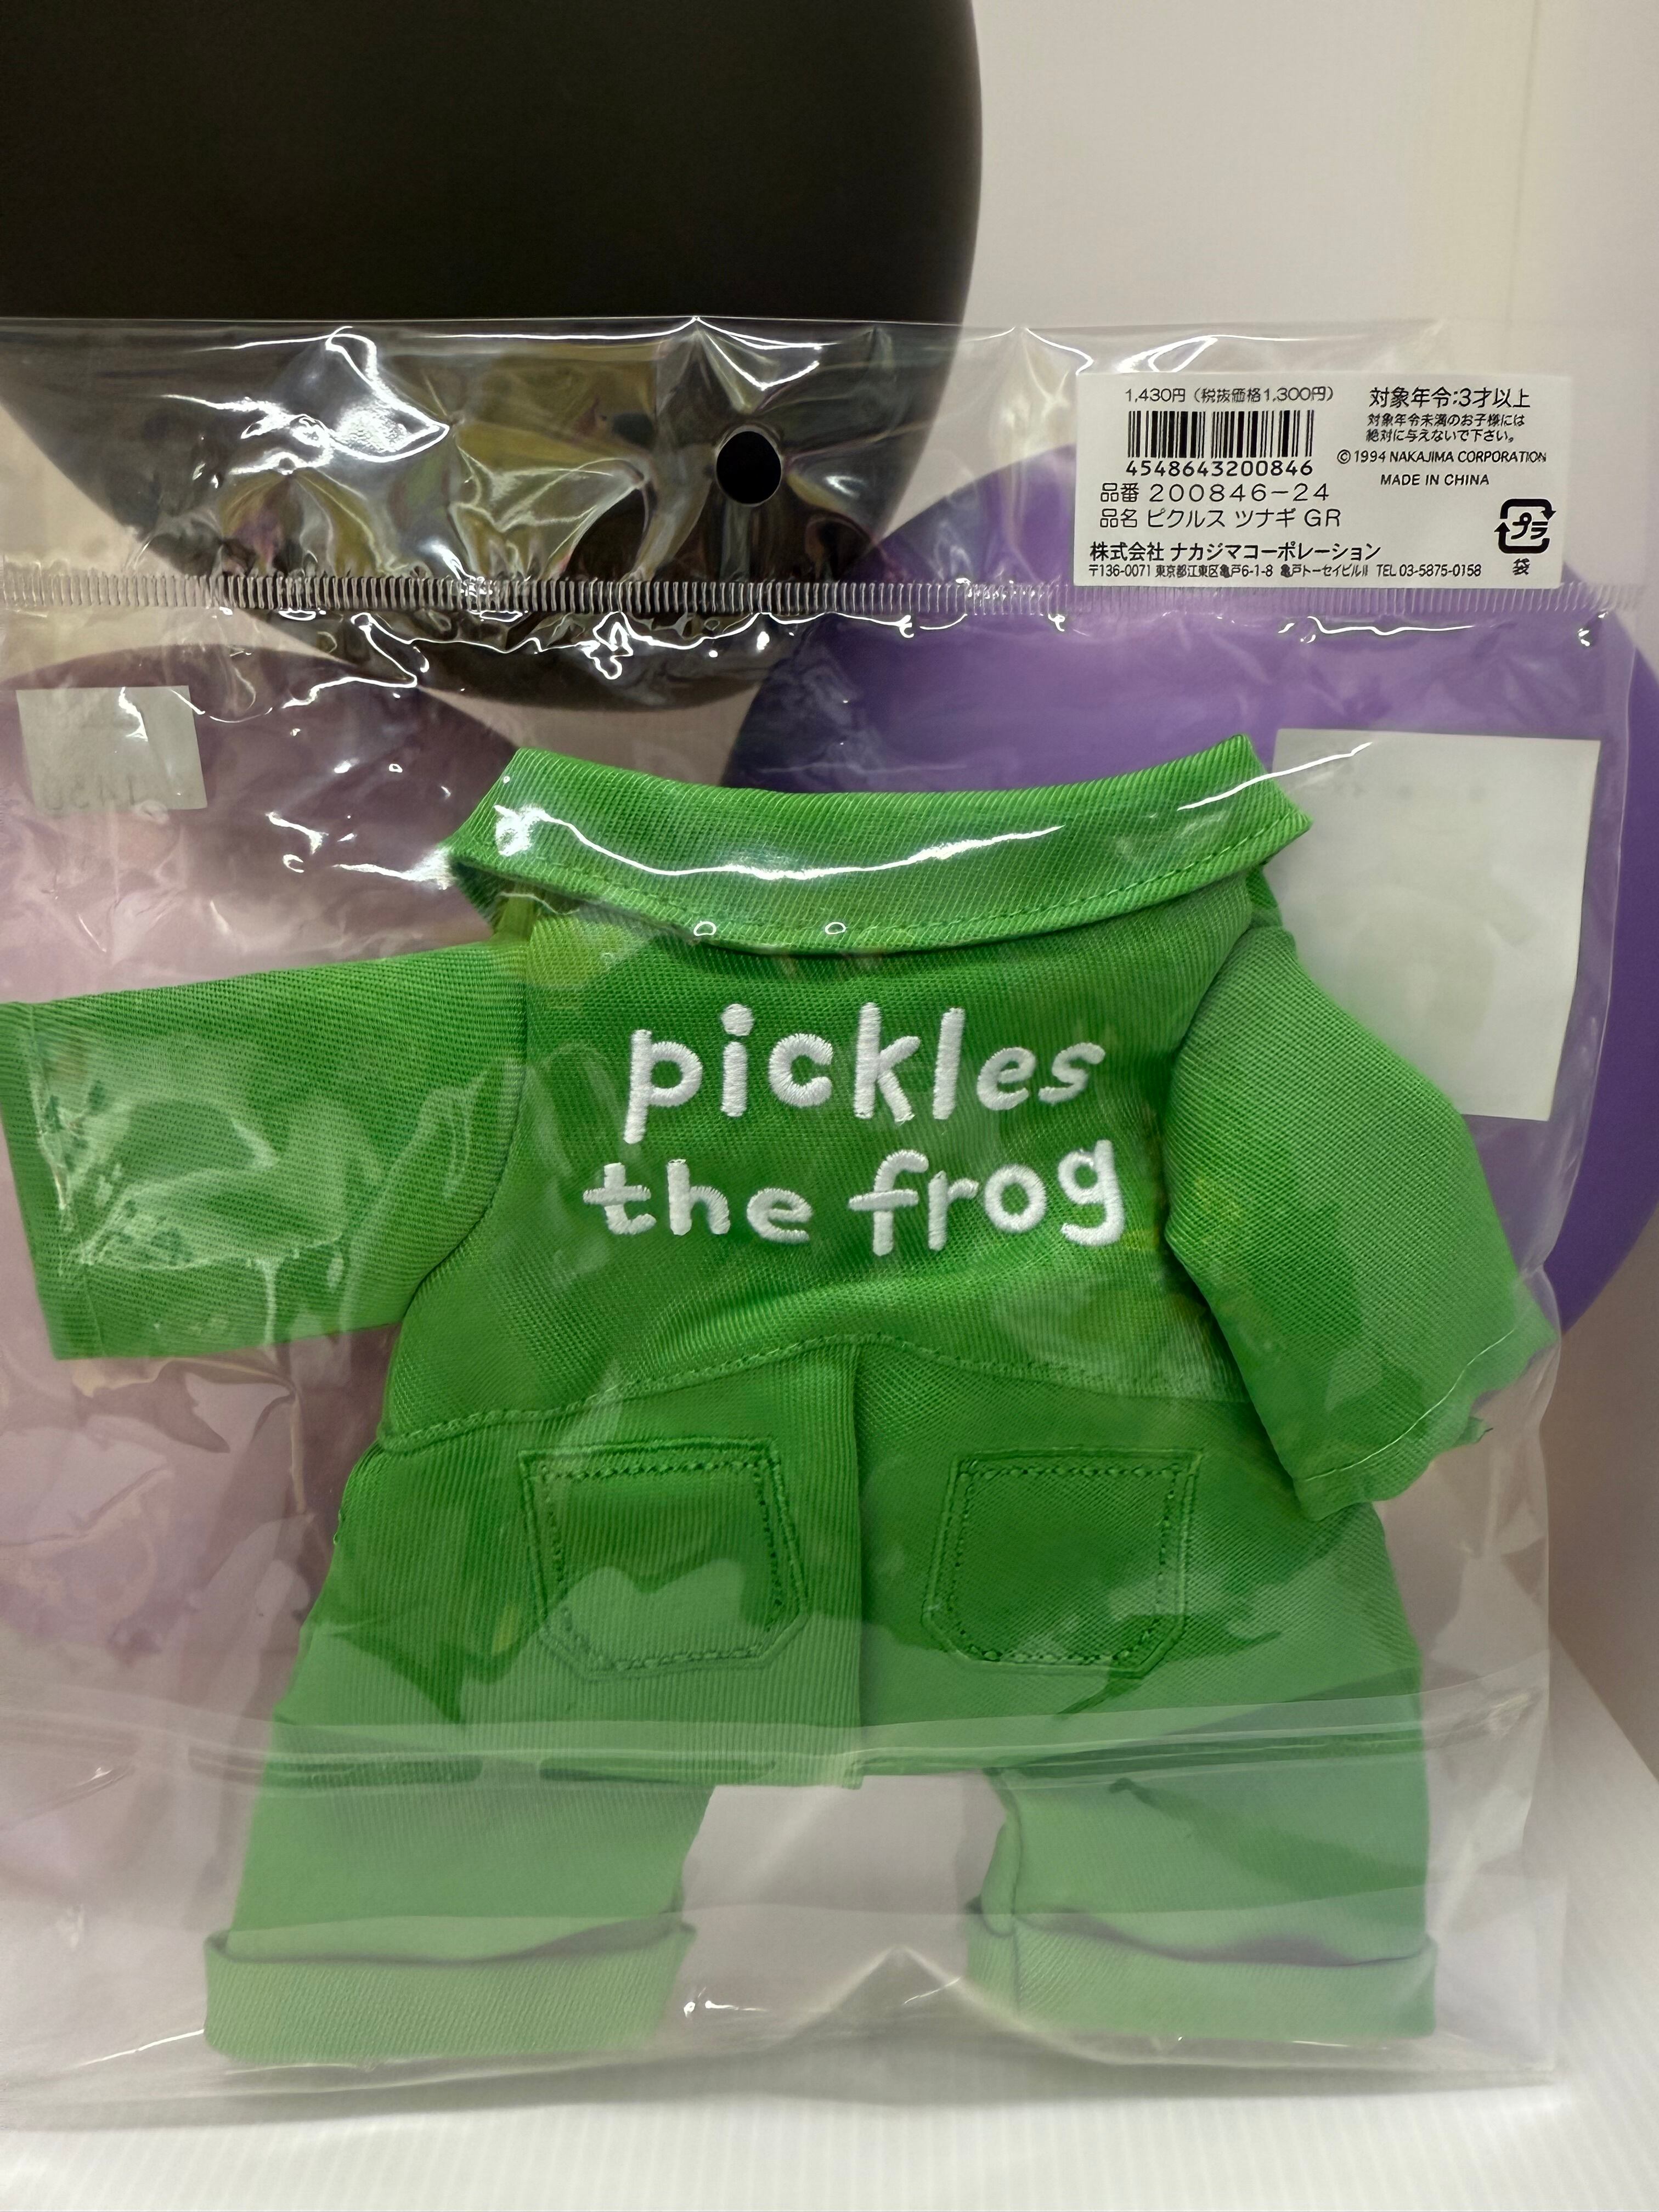 1,430円 (税抜価格1,300円)
4548643200846
品番 200846-24
品名 ピクルス ツナギ GR
対象年令:3才以上
対象年令未満のお子様には
絶対に与えないで下さい。
©1994 NAKAJIMA CORPORATION
MADE IN CHINA
プラ
袋
株式会社 ナカジマコーポレーション
〒136-0071 東京都江東区亀戸6-1-8 亀戸トーセイビルⅡ TEL 03-5875-0158
pickles
the frog